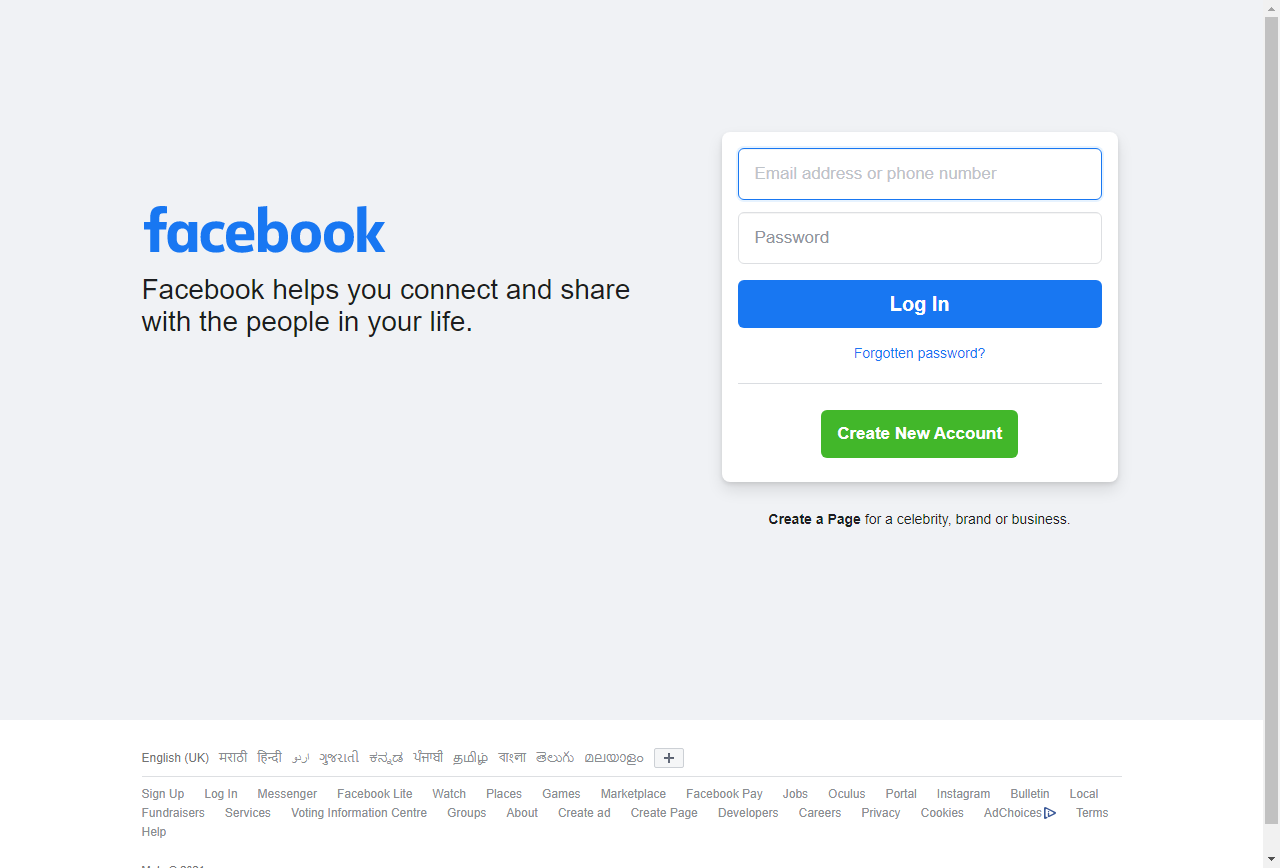 facebook
Facebook helps you connect and share
with the people in your life.
Email address or phone number
Password
Log In
Forgotten password?
Create New Account
Create a Page for a celebrity, brand or business.
English (UK) मराठी हिन्दी اردو ગુજરાતી ಕನ್ನಡ ਪੰਜਾਬੀ தமிழ் বাংলা తెలుగు മലയാളം +
Sign Up Log In Messenger Facebook Lite Watch Places Games Marketplace Facebook Pay Jobs Oculus Portal Instagram Bulletin Local
Fundraisers Services Voting Information Centre Groups About Create ad Create Page Developers Careers Privacy Cookies AdChoices Terms
Help
Meta © 2021